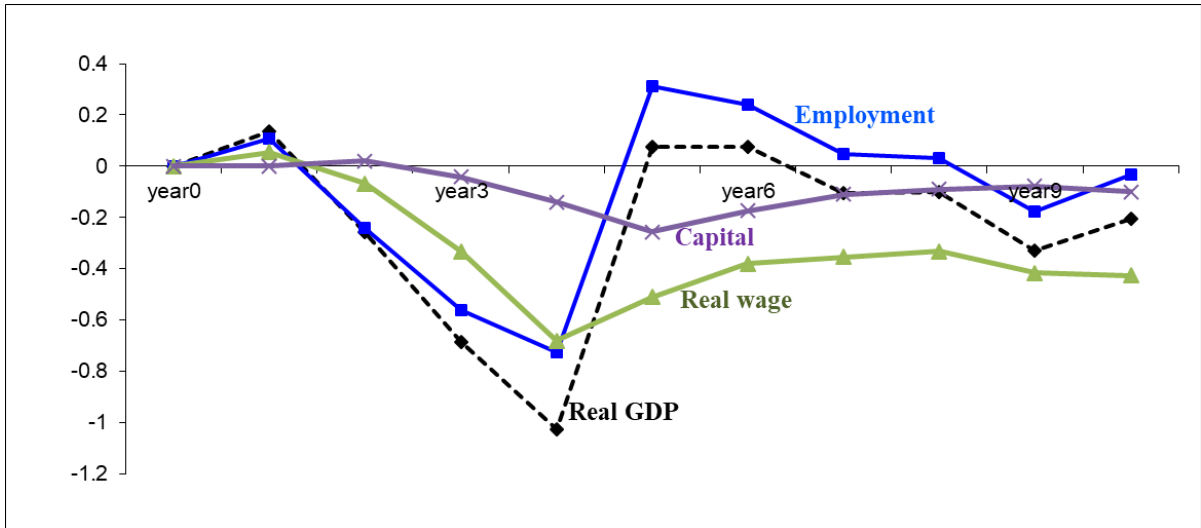 0.4
0.2
Employment
0
year0 year3 year6 year9
-0.2
Capital
-0.4
Real wage
-0.6
-0.8
Real GDP
-1
-1.2